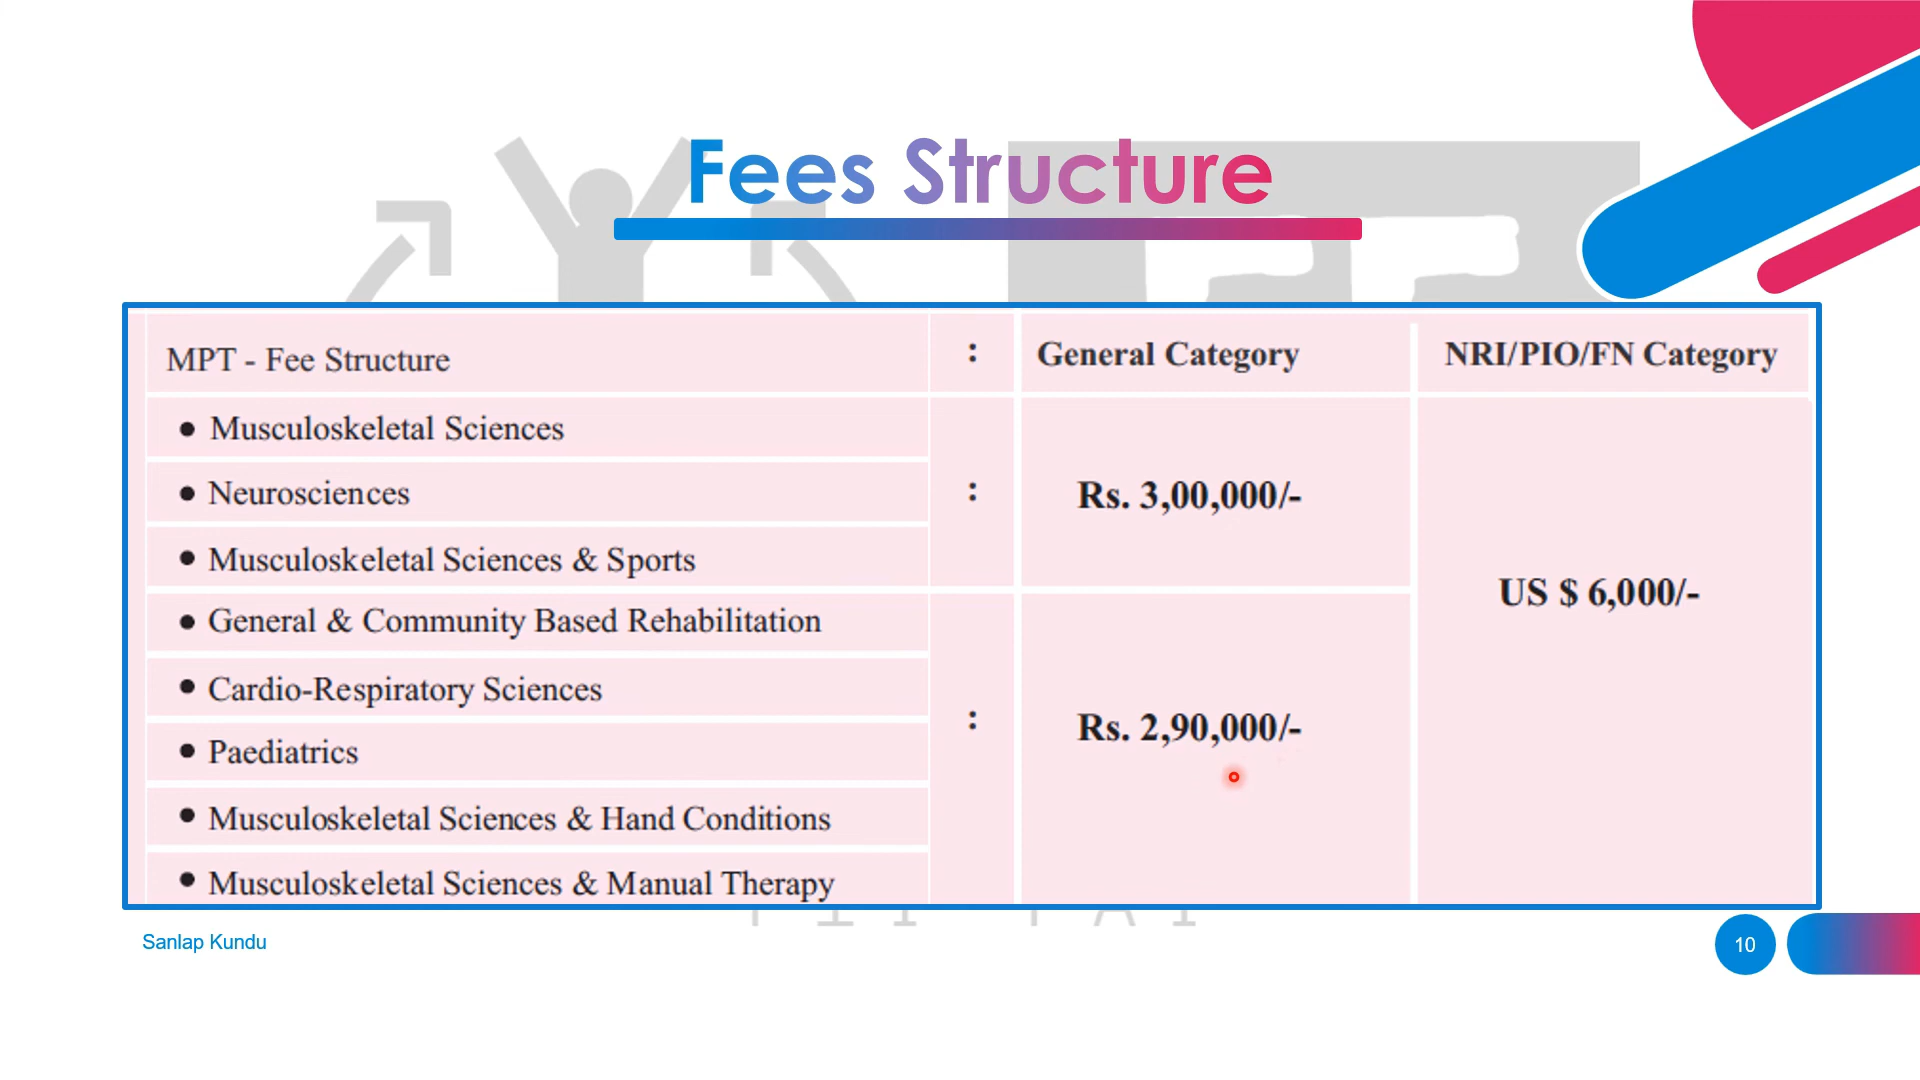 Fees Structure
MPT - Fee Structure : General Category NRI/PIO/FN Category
● Musculoskeletal Sciences
● Neurosciences : Rs. 3,00,000/-
● Musculoskeletal Sciences & Sports
US $ 6,000/-
● General & Community Based Rehabilitation
● Cardio-Respiratory Sciences
: Rs. 2,90,000/-
● Paediatrics
● Musculoskeletal Sciences & Hand Conditions
● Musculoskeletal Sciences & Manual Therapy
Sanlap Kundu
10